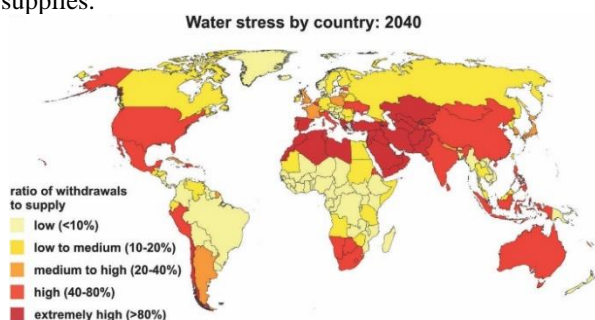 supplies.
Water stress by country: 2040
ratio of withdrawals
to supply
low (<10%)
low to medium (10-20%)
medium to high (20-40%)
high (40-80%)
extremely high (>80%)